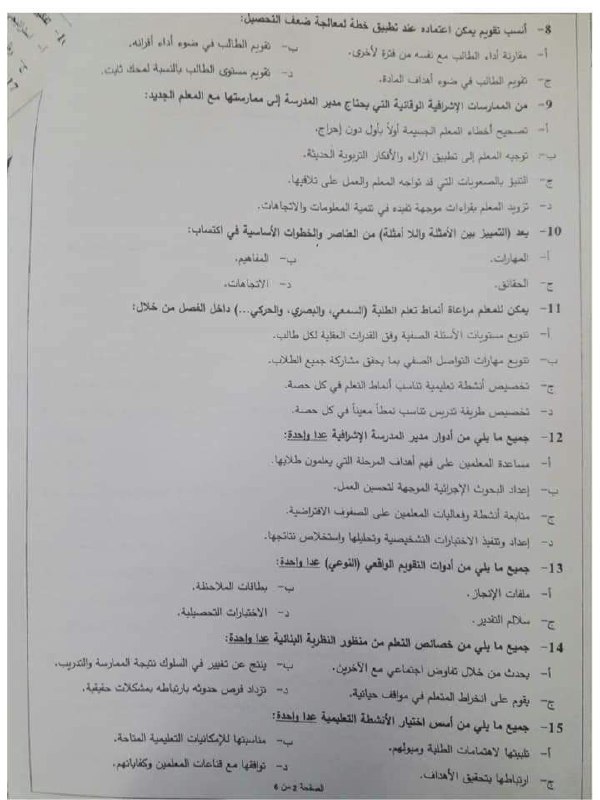 8- أنسب تقويم يمكن اعتماده عند تطبيق خطة لمعالجة ضعف التحصيل:
أ- مقارنة أداء الطالب مع نفسه من فترة لأخرى. ب- تقويم الطالب في ضوء أداء أقرانه.
ج- تقويم الطالب في ضوء أهداف المادة. د- تقويم مستوى الطالب بالنسبة لمحك ثابت.
9- من الممارسات الإشرافية الوقائية التي يحتاج مدير المدرسة إلى ممارستها مع المعلم الجديد:
أ- تصحيح أخطاء المعلم الجسيمة أولاً بأول دون إحراج.
ب- توجيه المعلم إلى تطبيق الآراء والأفكار التربوية الحديثة.
ج- التنبؤ بالصعوبات التي قد تواجه المعلم والعمل على تلافيها.
د- تزويد المعلم بقراءات موجهة تفيده في تنمية المعلومات والاتجاهات.
10- يعد (التمييز بين الأمثلة واللا أمثلة) من العناصر والخطوات الأساسية في اكتساب:
أ- المهارات. ب- المفاهيم.
ج- الحقائق. د- الاتجاهات.
11- يمكن للمعلم مراعاة أنماط تعلم الطلبة (السمعي، والبصري، والحركي...) داخل الفصل من خلال:
أ- تنويع مستويات الأسئلة الصفية وفق القدرات العقلية لكل طالب.
ب- تنويع مهارات التواصل الصفي بما يحقق مشاركة جميع الطلاب.
ج- تخصيص أنشطة تعليمية تناسب أنماط التعلم في كل حصة.
د- تخصيص طريقة تدريس تناسب نمطاً معيناً في كل حصة.
12- جميع ما يلي من أدوار مدير المدرسة الإشرافية عدا واحدة:
أ- مساعدة المعلمين على فهم أهداف المرحلة التي يعلمون طلابها.
ب- إعداد البحوث الإجرائية الموجهة لتحسين العمل.
ج- متابعة أنشطة وفعاليات المعلمين على الصفوف الافتراضية.
د- إعداد وتنفيذ الاختبارات التشخيصية وتحليلها واستخلاص نتائجها.
13- جميع ما يلي من أدوات التقويم الواقعي (النوعي) عدا واحدة:
أ- ملفات الإنجاز. ب- بطاقات الملاحظة.
ج- سلالم التقدير. د- الاختبارات التحصيلية.
14- جميع ما يلي من خصائص التعلم من منظور النظرية البنائية عدا واحدة:
أ- يحدث من خلال تفاوض اجتماعي مع الآخرين. ب- ينتج عن تغيير في السلوك نتيجة الممارسة والتدريب.
ج- يقوم على انخراط المتعلم في مواقف حياتية. د- تزداد فرص حدوثه بارتباطه بمشكلات حقيقية.
15- جميع ما يلي من أسس اختيار الأنشطة التعليمية عدا واحدة:
أ- تلبيتها لاهتمامات الطلبة وميولهم. ب- مناسبتها للإمكانيات التعليمية المتاحة.
ج- ارتباطها بتحقيق الأهداف. د- توافقها مع قناعات المعلمين وكفاياتهم.
الصفحة 2 من 6